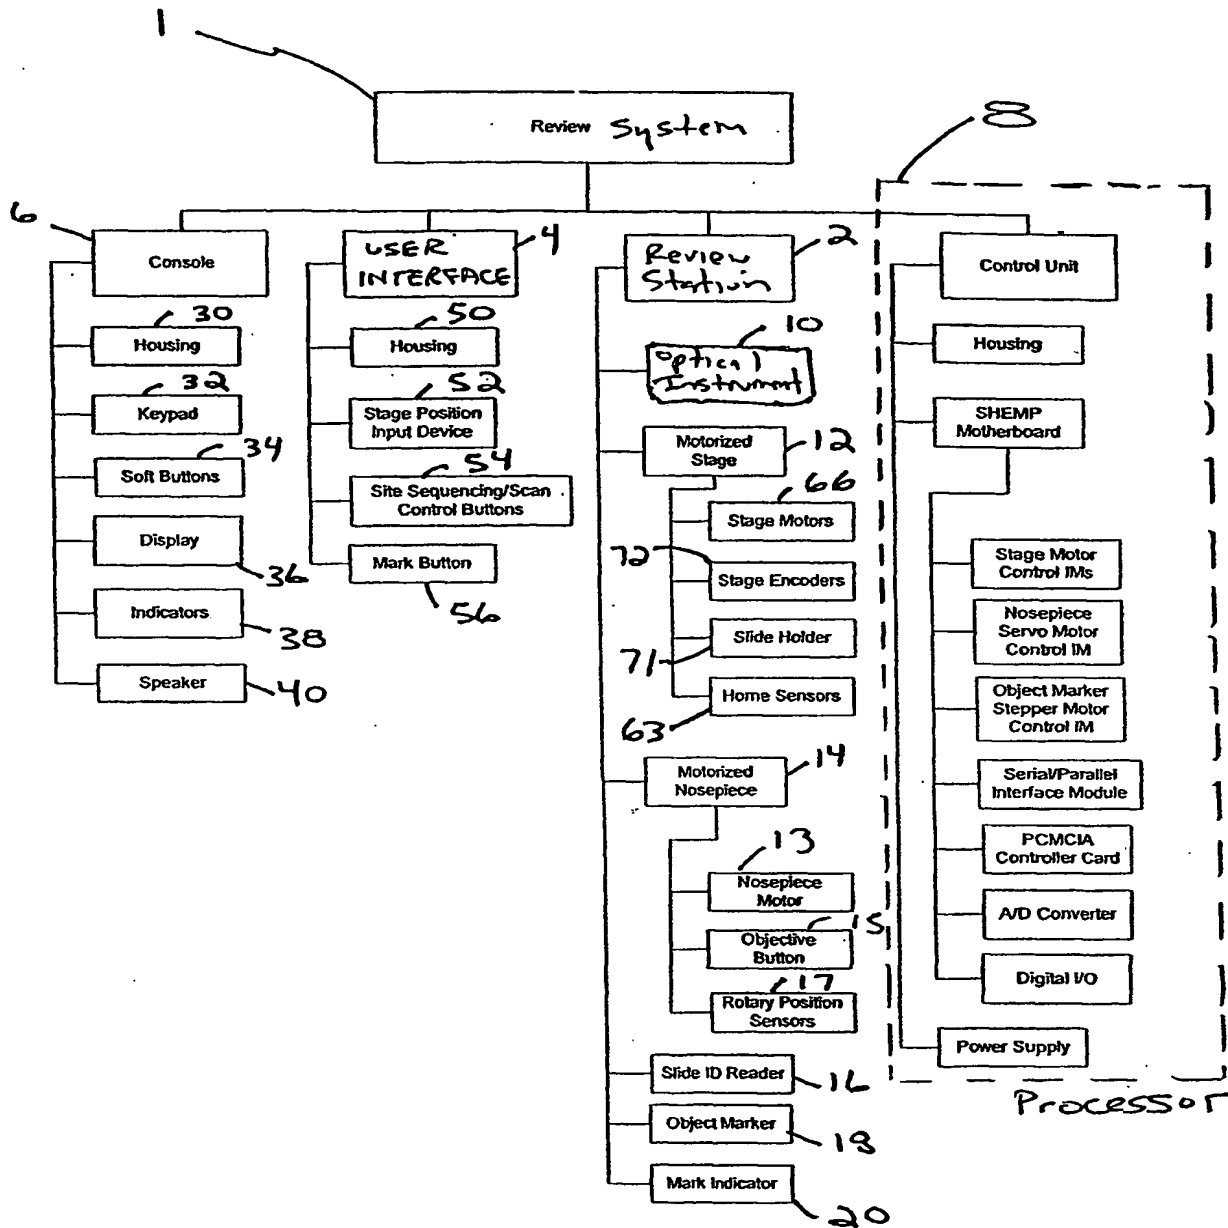 1
Review System
8
6
Console
USER
INTERFACE
4
Review
Station
2
Control Unit
30
Housing
32
Keypad
34
Soft Buttons
Display
36
Indicators
38
Speaker
40
50
Housing
52
Stage Position
Input Device
54
Site Sequencing/Scan
Control Buttons
Mark Button
56
10
Optical
Instrument
Motorized
Stage
12
66
Stage Motors
72
Stage Encoders
Slide Holder
71
Home Sensors
63
Motorized
Nosepiece
14
13
Nosepiece
Motor
15
Objective
Button
17
Rotary Position
Sensors
Slide ID Reader
16
Object Marker
18
Mark Indicator
20
Housing
SHEMP
Motherboard
Stage Motor
Control IMs
Nosepiece
Servo Motor
Control IM
Object Marker
Stepper Motor
Control IM
Serial/Parallel
Interface Module
PCMCIA
Controller Card
A/D Converter
Digital I/O
Power Supply
Processor